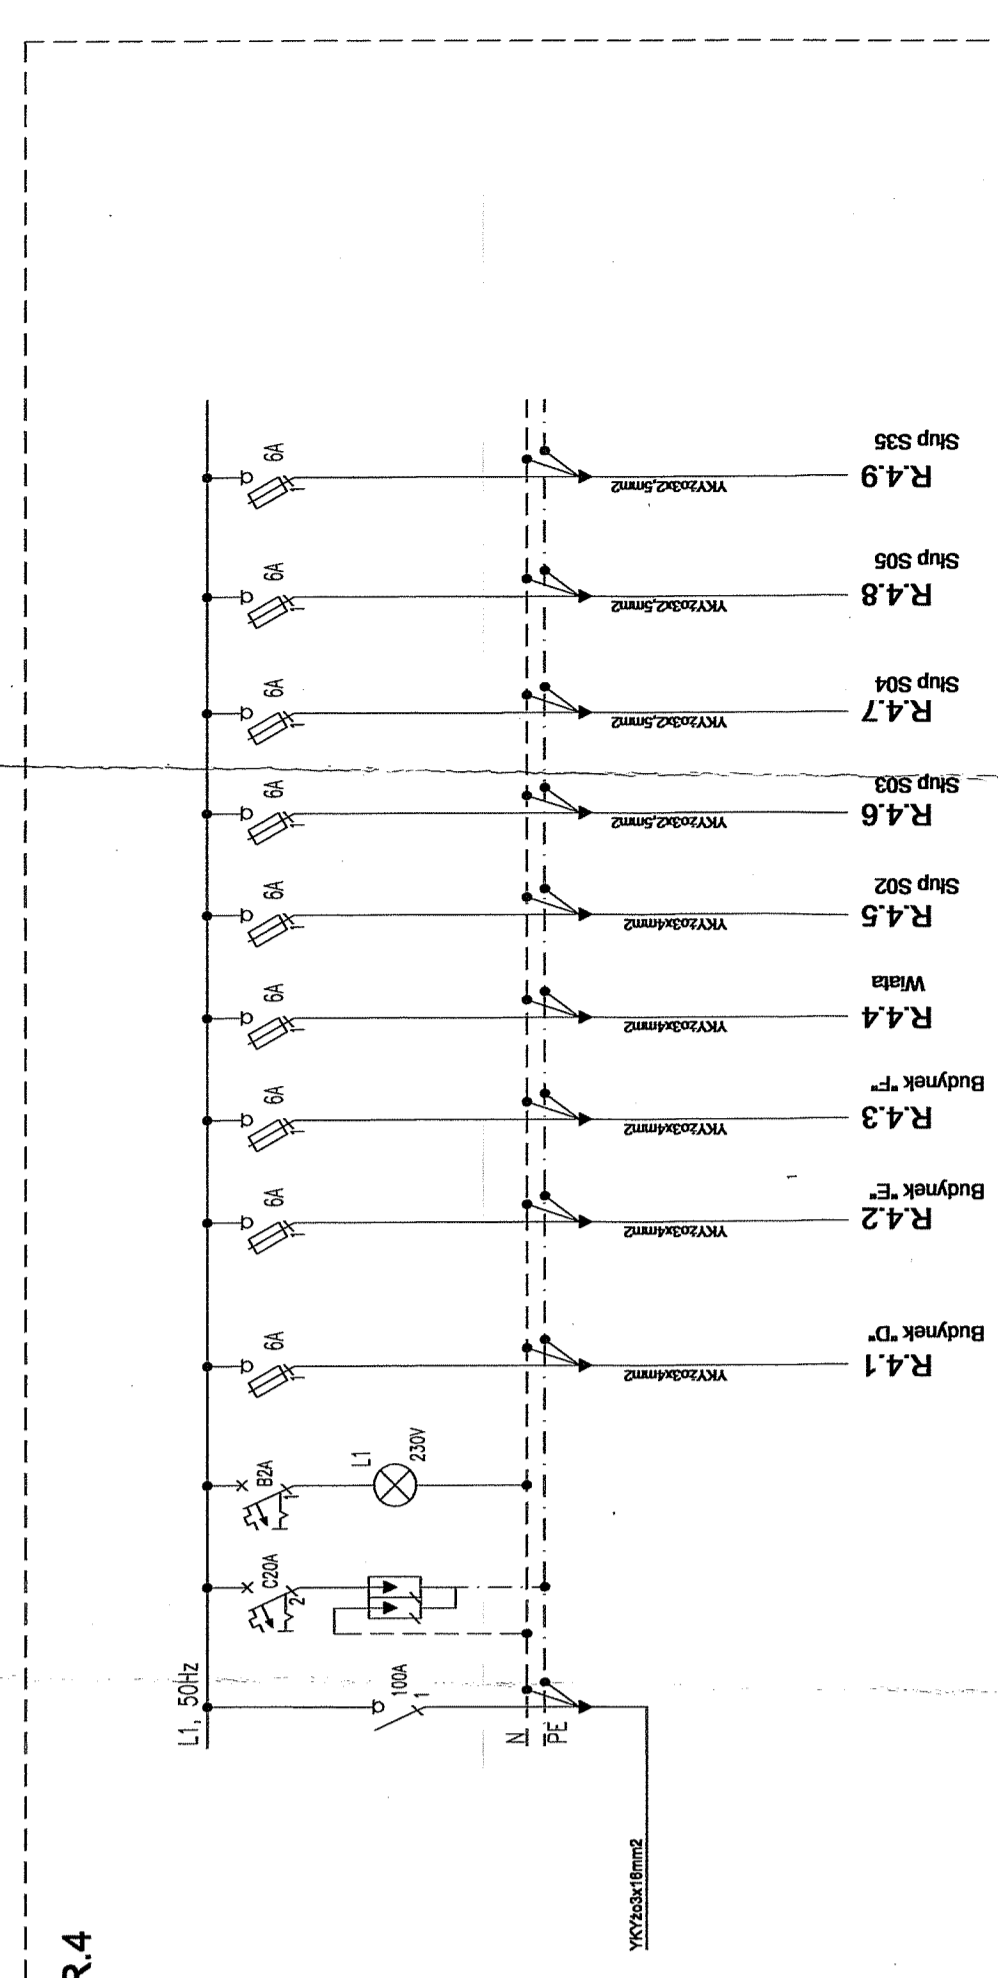 R.4
L1, 50Hz
N
PE
100A
1
YKYżo3x16mm2
C20A
2
B2A
1
L1
230V
6A
YKYżo3x4mm2
R.4.1
Budynek "D"
6A
YKYżo3x4mm2
R.4.2
Budynek "E"
6A
YKYżo3x4mm2
R.4.3
Budynek "F"
6A
YKYżo3x4mm2
R.4.4
Wiata
6A
YKYżo3x4mm2
R.4.5
Słup S02
6A
YKYżo3x2,5mm2
R.4.6
Słup S03
6A
YKYżo3x2,5mm2
R.4.7
Słup S04
6A
YKYżo3x2,5mm2
R.4.8
Słup S05
6A
YKYżo3x2,5mm2
R.4.9
Słup S35